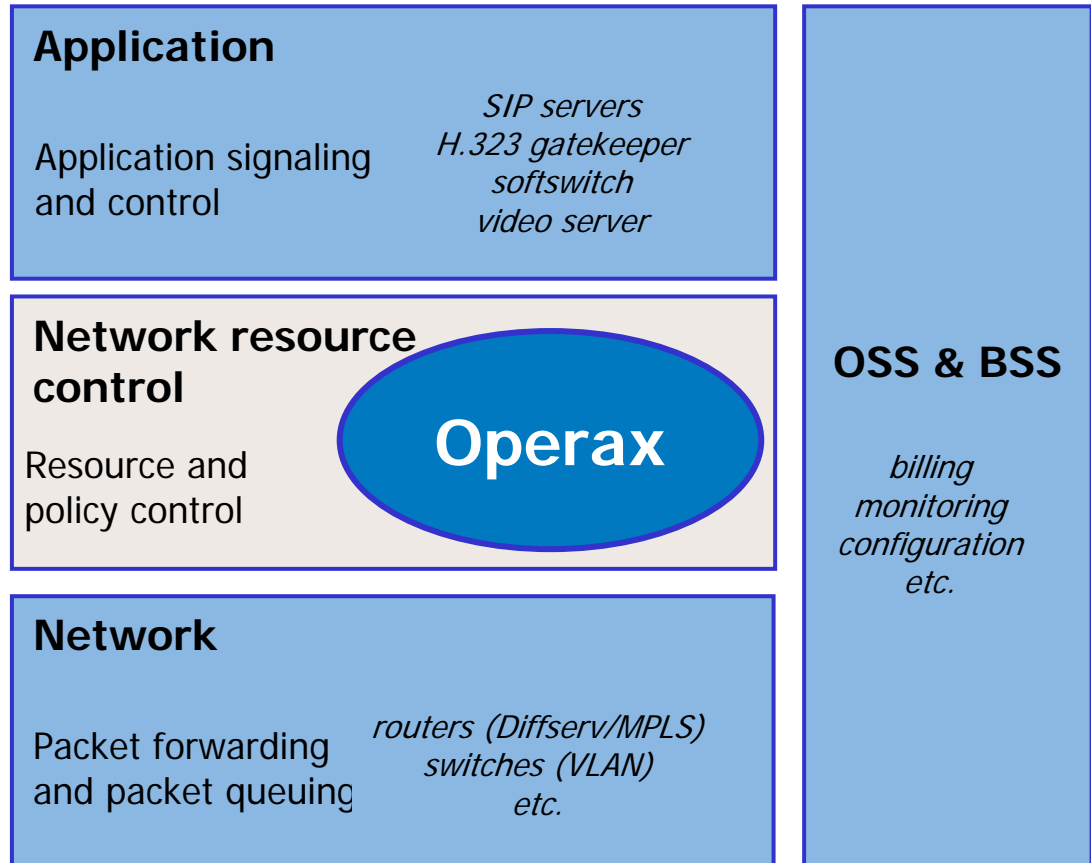 Application
Application signaling
and control
SIP servers
H.323 gatekeeper
softswitch
video server
Network resource
control
Resource and
policy control
Operax
Network
Packet forwarding
and packet queuing
routers (Diffserv/MPLS)
switches (VLAN)
etc.
OSS & BSS
billing
monitoring
configuration
etc.